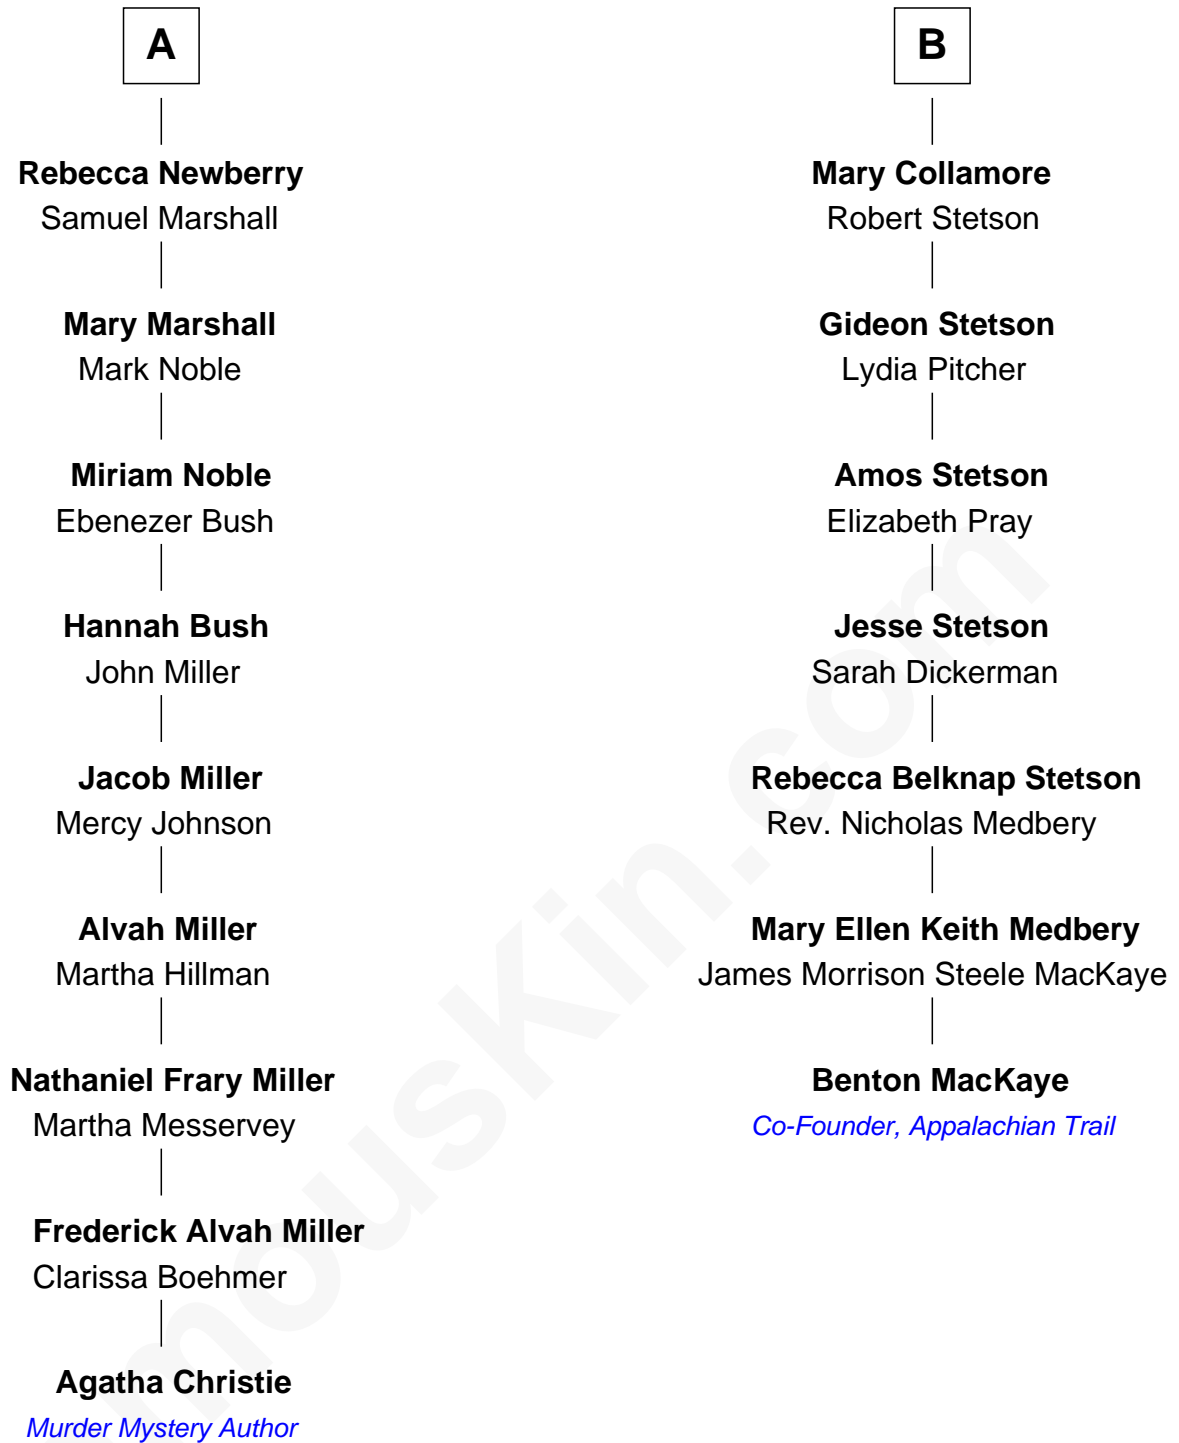 A
Rebecca Newberry
Samuel Marshall
Mary Marshall
Mark Noble
Miriam Noble
Ebenezer Bush
Hannah Bush
John Miller
Jacob Miller
Mercy Johnson
Alvah Miller
Martha Hillman
Nathaniel Frary Miller
Martha Messervey
Frederick Alvah Miller
Clarissa Boehmer
Agatha Christie
Murder Mystery Author
B
Mary Collamore
Robert Stetson
Gideon Stetson
Lydia Pitcher
Amos Stetson
Elizabeth Pray
Jesse Stetson
Sarah Dickerman
Rebecca Belknap Stetson
Rev. Nicholas Medbery
Mary Ellen Keith Medbery
James Morrison Steele MacKaye
Benton MacKaye
Co-Founder, Appalachian Trail
mouskin.com